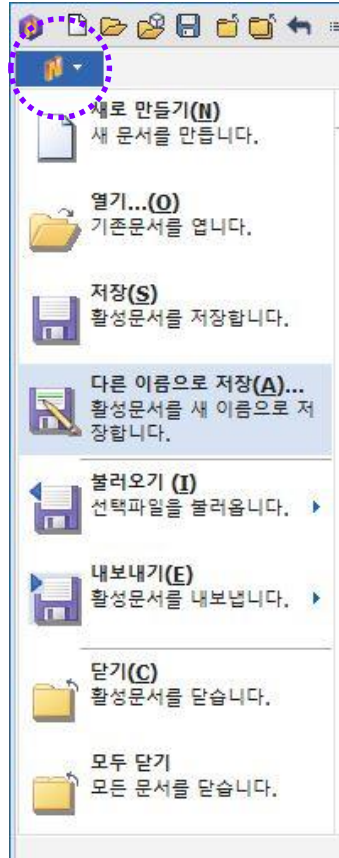 새로 만들기(N)
새 문서를 만듭니다.
열기...(O)
기존문서를 엽니다.
저장(S)
활성문서를 저장합니다.
다른 이름으로 저장(A)...
활성문서를 새 이름으로 저
장합니다.
불러오기 (I)
선택파일을 불러옵니다.
내보내기(E)
활성문서를 내보냅니다.
닫기(C)
활성문서를 닫습니다.
모두 닫기
모든 문서를 닫습니다.